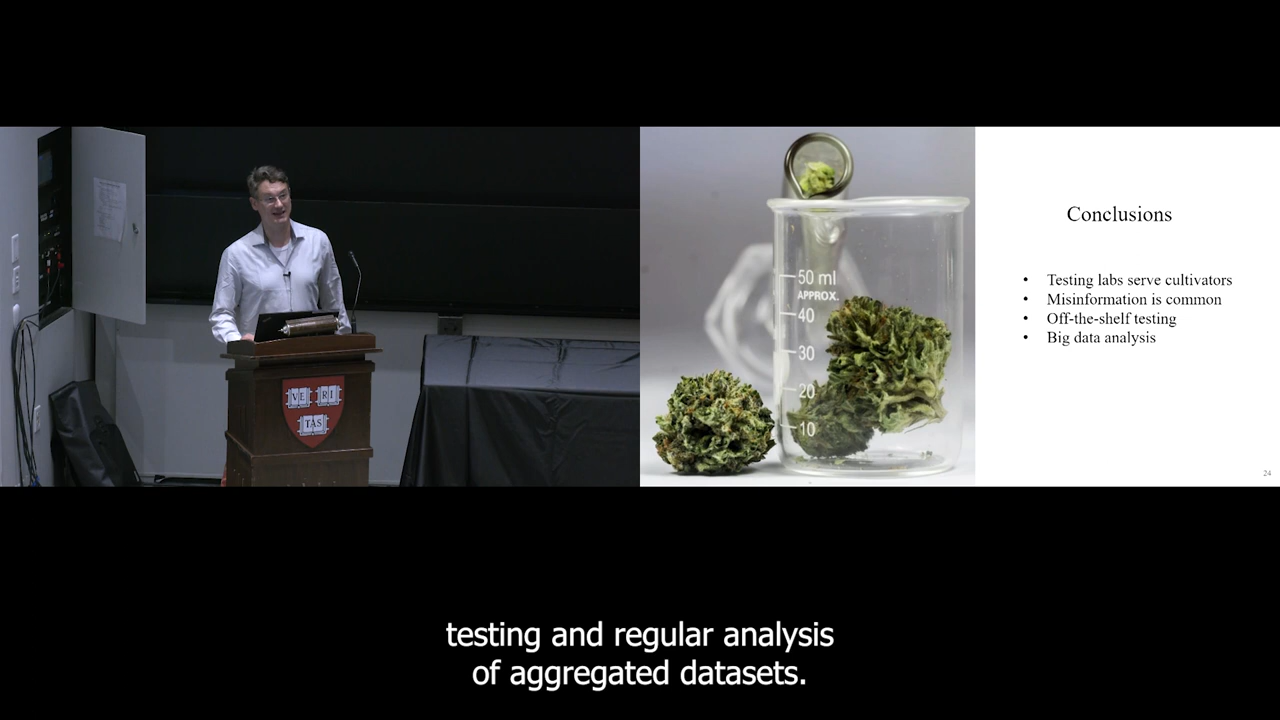 VE RI
TAS
50 ml
APPROX.
40
30
20
10
Conclusions
• Testing labs serve cultivators
• Misinformation is common
• Off-the-shelf testing
• Big data analysis
24
testing and regular analysis
of aggregated datasets.